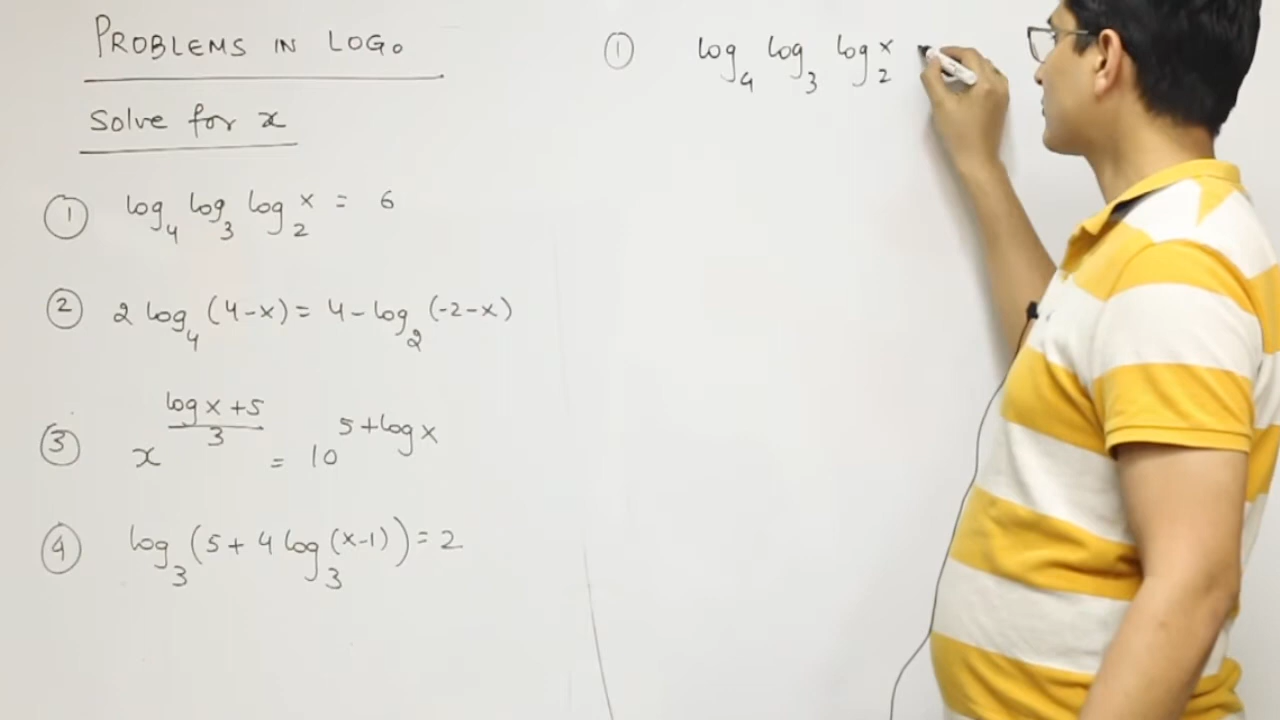 PROBLEMS IN LOG.
Solve for x
① log₄ log₃ log₂ x = 6
② 2 log₄ (4-x) = 4 - log₂ (-2-x)
③ x^((log x + 5)/3) = 10^(5 + log x)
④ log₃ (5 + 4 log₃ (x-1)) = 2
① log₄ log₃ log₂ x